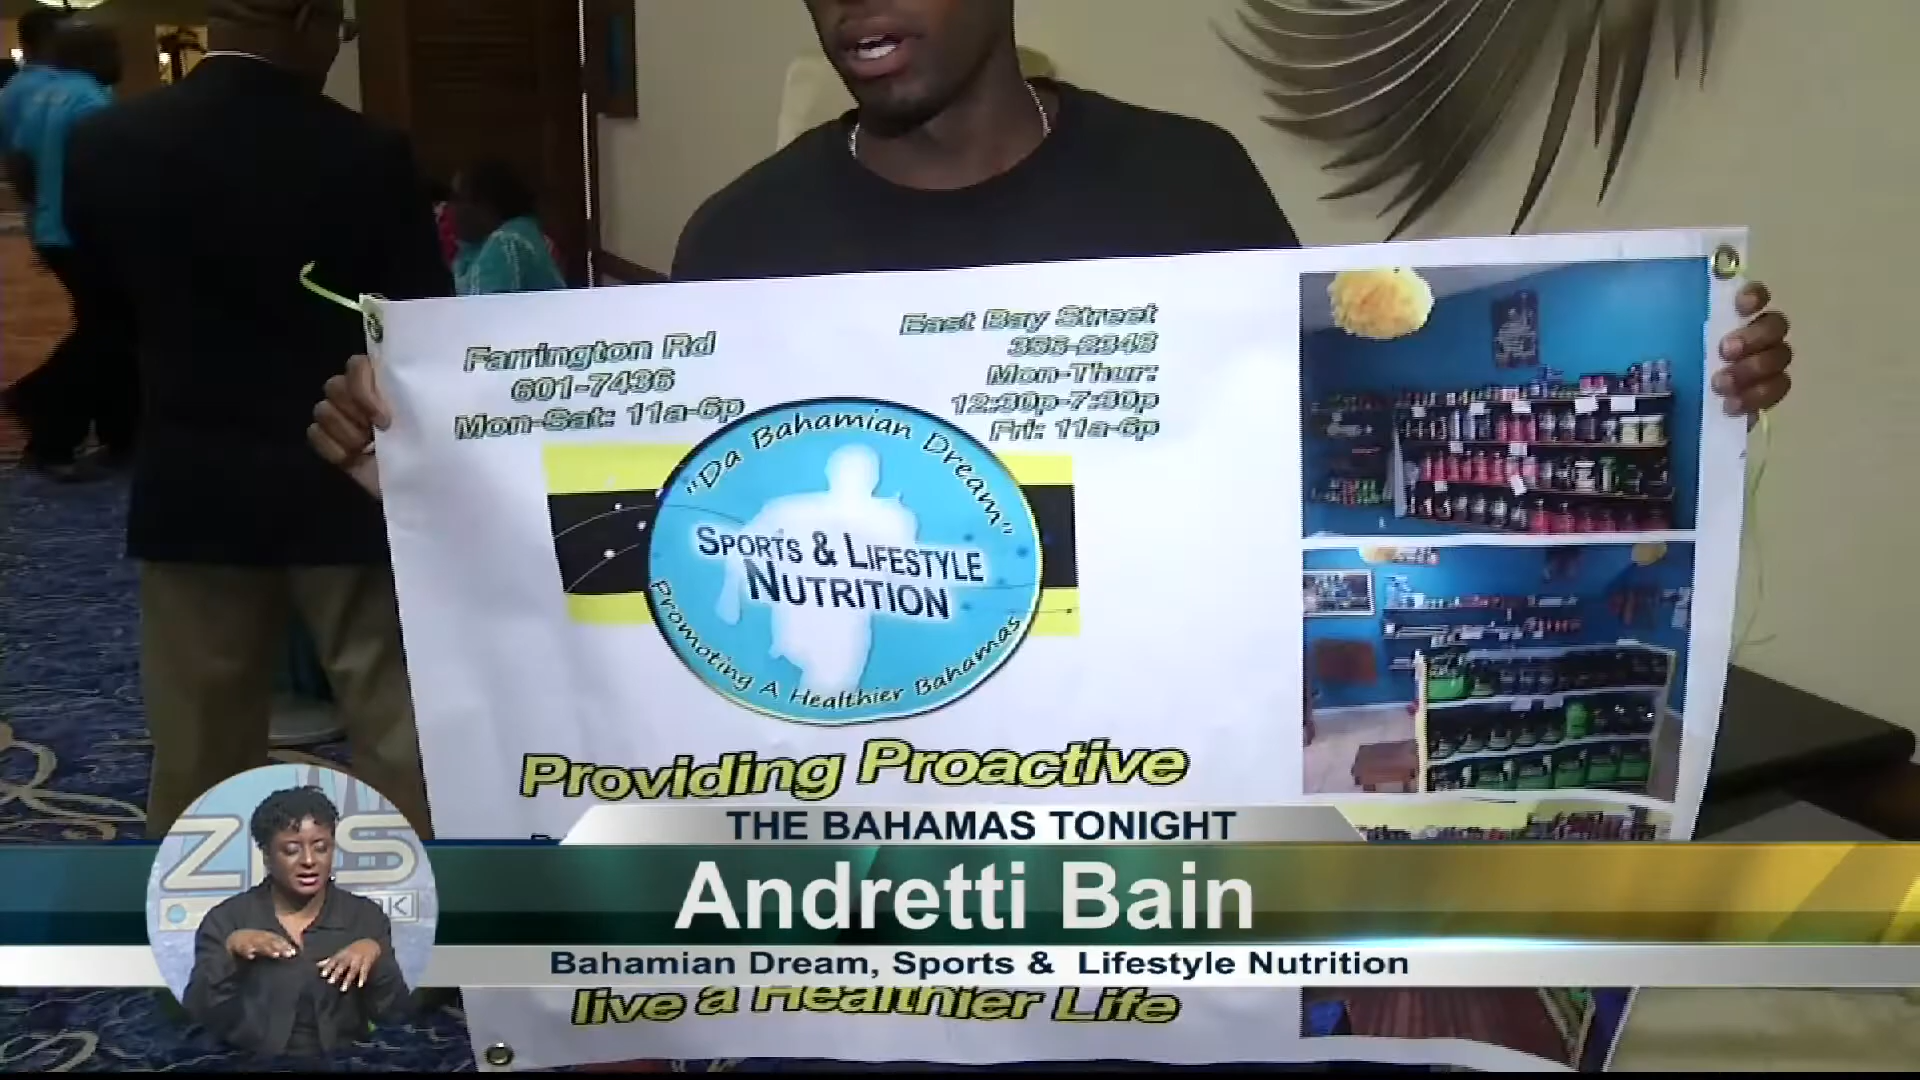 Farrington Rd
601-7436
Mon-Sat: 11a-6p
East Bay Street
Mon-Thur:
12:30p-7:30p
Fri: 11a-6p
"Da Bahamian Dream"
SPORTS & LIFESTYLE
NUTRITION
Promoting A Healthier Bahamas
Providing Proactive
live a Healthier Life
THE BAHAMAS TONIGHT
Andretti Bain
Bahamian Dream, Sports & Lifestyle Nutrition
ZNS